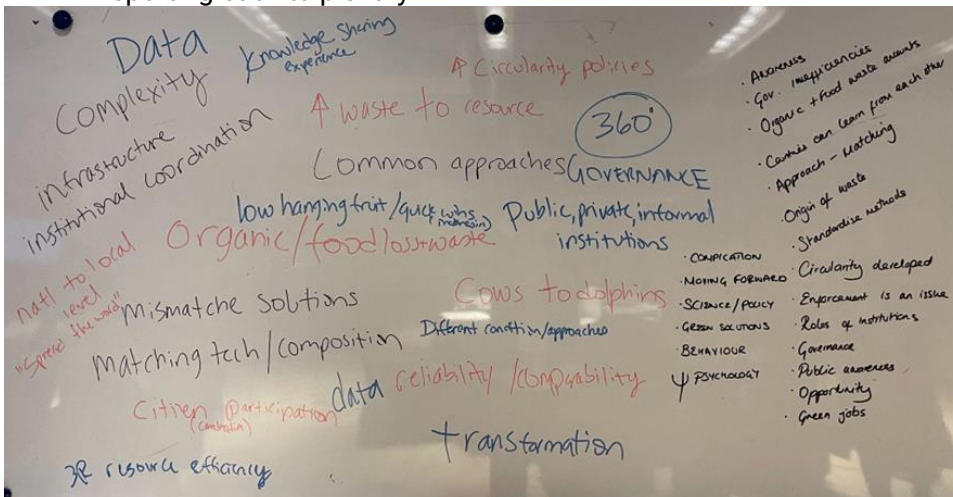 Data
Knowledge Sharing
experience
Complexity
infrastructure
institutional coordination
↑ Circularity policies
↑ waste to resource
360°
Common approaches
GOVERNANCE
low hanging fruit / quick wins
Public, private, informal
institutions
Organic/food loss+waste
nat'l to local
level
"Spread the word"
Mismatche solutions
Cows to dolphins
Matching tech/composition
Different condition/approaches
data reliability /
Citizen participation
transformation
3R resource efficiency
· COMPLICATION
· MOVING FORWARD
· SCIENCE/POLICY
· GREEN SOLUTIONS
· BEHAVIOUR
Ψ PSYCHOLOGY
· Awareness
· Gov. inefficiencies
· Organic + Food waste amounts
· can learn from each other
· Approach - Matching
· Origin of waste
· Standardise methods
· Circularity developed
· Enforcement is an issue
· Roles of institutions
· Governance
· Public awareness
· Opportunity
· Green jobs